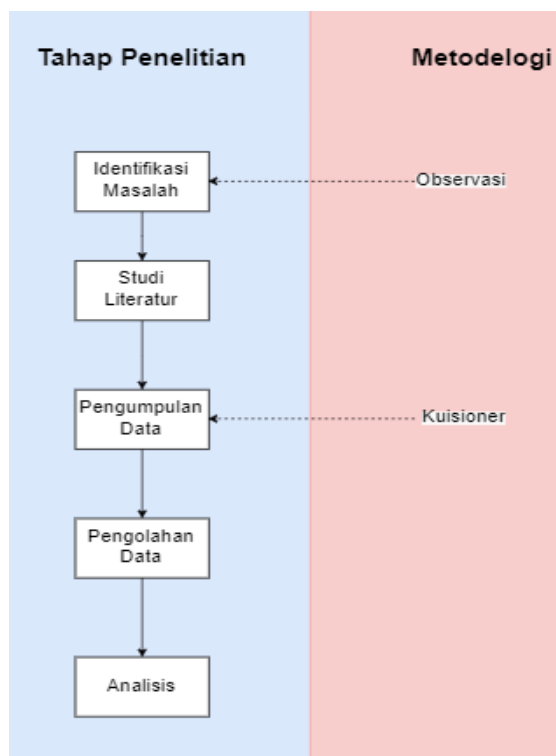 Tahap Penelitian
Metodelogi
Identifikasi
Masalah
Observasi
Studi
Literatur
Pengumpulan
Data
Kuisioner
Pengolahan
Data
Analisis